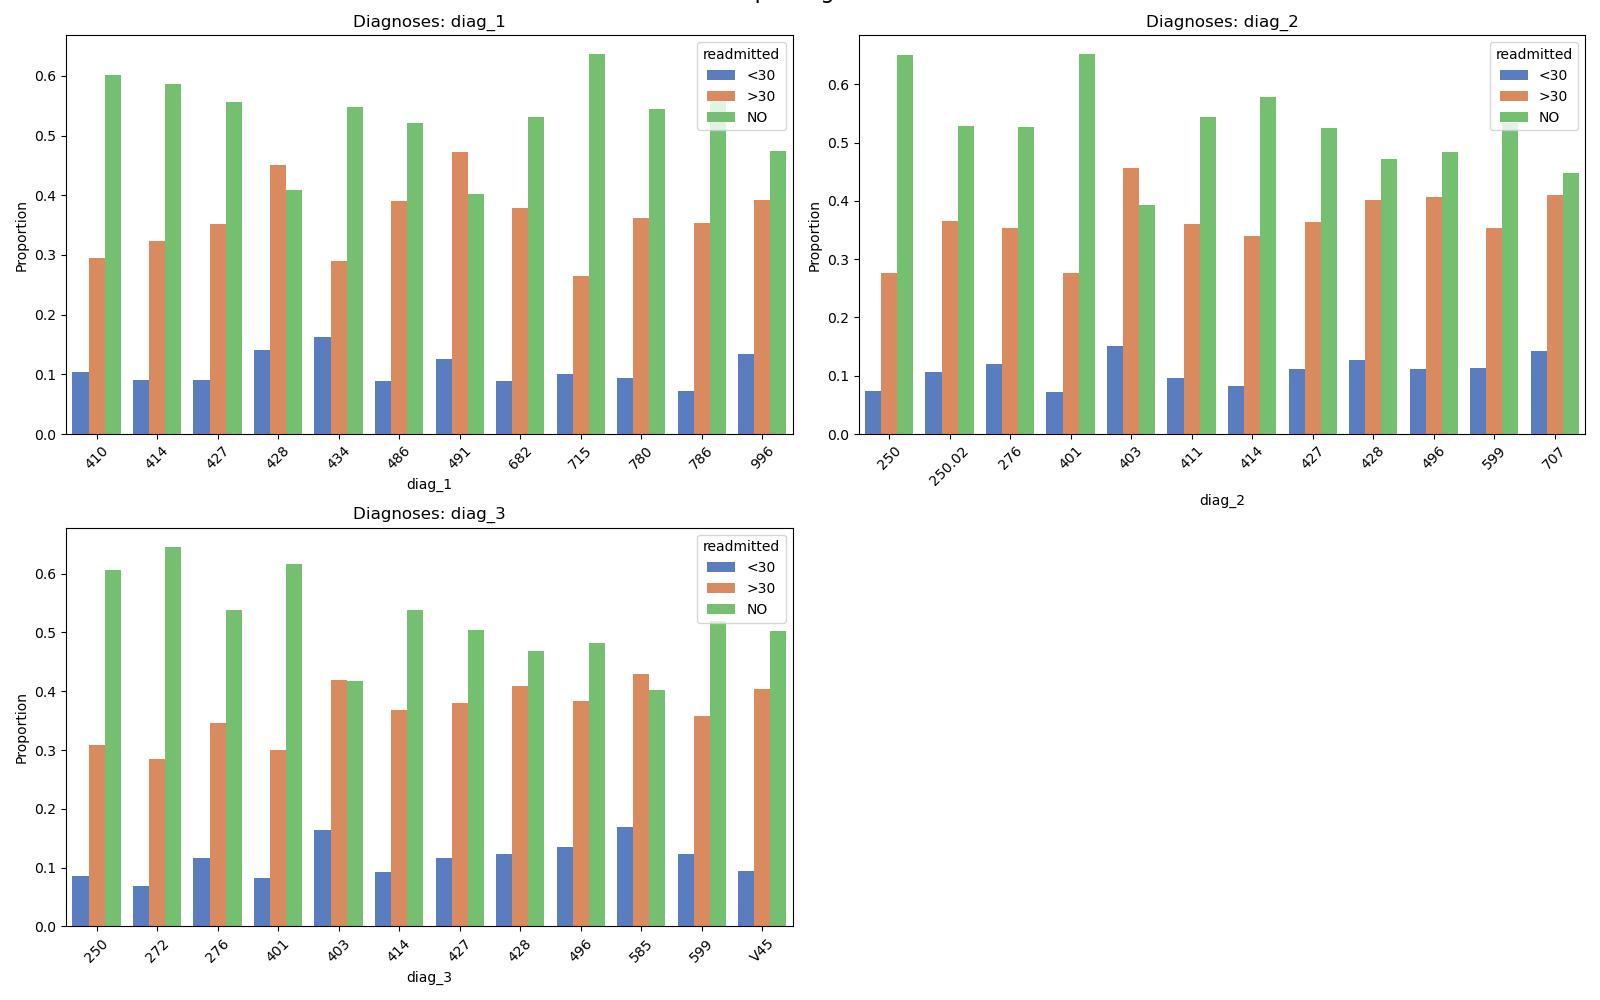 Diagnoses: diag_1
readmitted
<30
>30
NO
Proportion
0.6
0.5
0.4
0.3
0.2
0.1
0.0
410 414 427 428 434 486 491 682 715 780 786 996
diag_1
Diagnoses: diag_2
readmitted
<30
>30
NO
Proportion
0.6
0.5
0.4
0.3
0.2
0.1
0.0
250 250.02 276 401 403 411 414 427 428 496 599 707
diag_2
Diagnoses: diag_3
readmitted
<30
>30
NO
Proportion
0.6
0.5
0.4
0.3
0.2
0.1
0.0
250 272 276 401 403 414 427 428 496 585 599 V45
diag_3